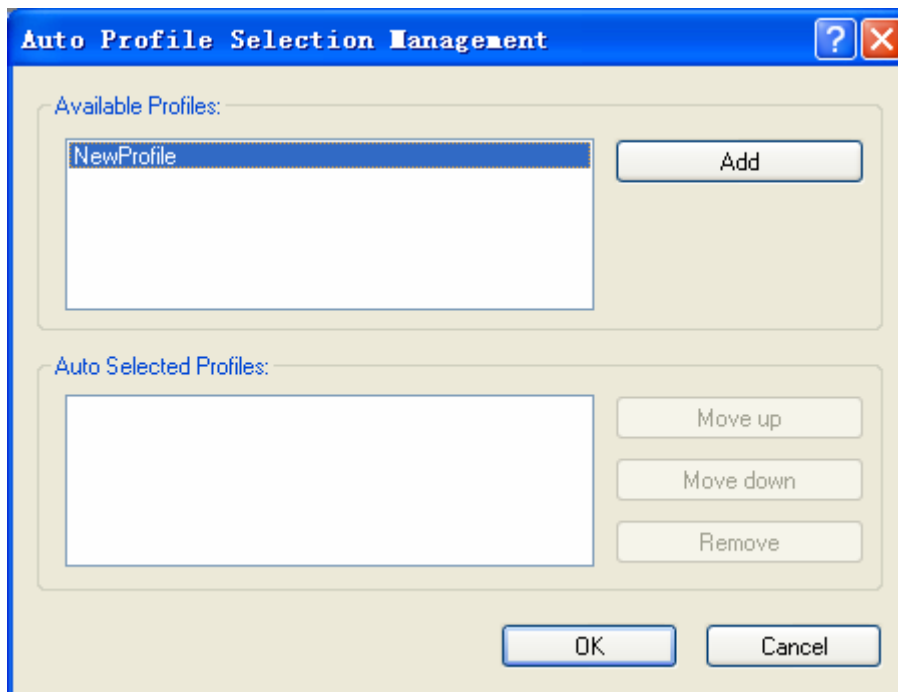 Auto Profile Selection Management
Available Profiles:
NewProfile
Add
Auto Selected Profiles:
Move up
Move down
Remove
OK
Cancel